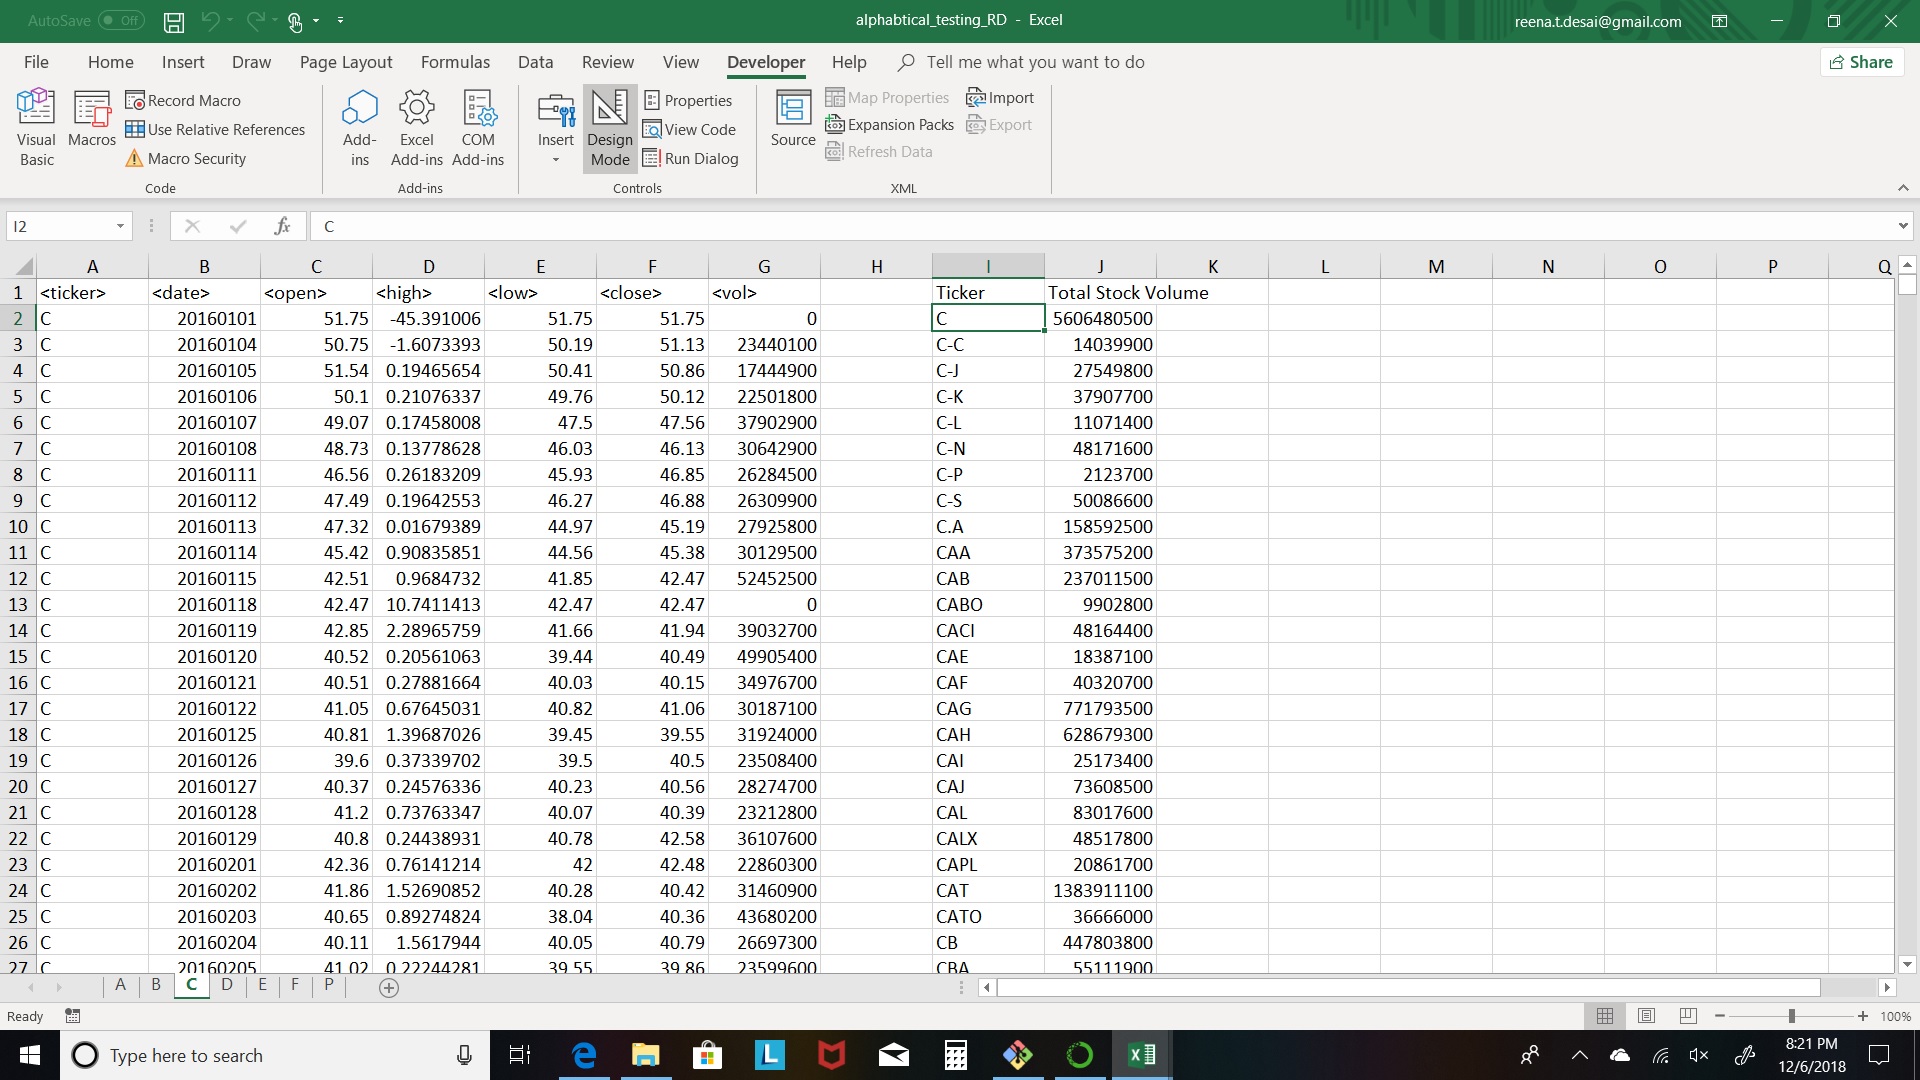 AutoSave Off
alphabtical_testing_RD - Excel
reena.t.desai@gmail.com
File Home Insert Draw Page Layout Formulas Data Review View Developer Help Tell me what you want to do Share
Visual Basic
Macros
Record Macro
Use Relative References
Macro Security
Code
Add-ins
Excel Add-ins
COM Add-ins
Add-ins
Insert
Design Mode
Properties
View Code
Run Dialog
Controls
Source
Map Properties
Expansion Packs
Refresh Data
Import
Export
XML
I2 fx C
A B C D E F G H I J K L M N O P Q
1 <ticker> <date> <open> <high> <low> <close> <vol> Ticker Total Stock Volume
2 C 20160101 51.75 -45.391006 51.75 51.75 0 C 5606480500
3 C 20160104 50.75 -1.6073393 50.19 51.13 23440100 C-C 14039900
4 C 20160105 51.54 0.19465654 50.41 50.86 17444900 C-J 27549800
5 C 20160106 50.1 0.21076337 49.76 50.12 22501800 C-K 37907700
6 C 20160107 49.07 0.17458008 47.5 47.56 37902900 C-L 11071400
7 C 20160108 48.73 0.13778628 46.03 46.13 30642900 C-N 48171600
8 C 20160111 46.56 0.26183209 45.93 46.85 26284500 C-P 2123700
9 C 20160112 47.49 0.19642553 46.27 46.88 26309900 C-S 50086600
10 C 20160113 47.32 0.01679389 44.97 45.19 27925800 C.A 158592500
11 C 20160114 45.42 0.90835851 44.56 45.38 30129500 CAA 373575200
12 C 20160115 42.51 0.9684732 41.85 42.47 52452500 CAB 237011500
13 C 20160118 42.47 10.7411413 42.47 42.47 0 CABO 9902800
14 C 20160119 42.85 2.28965759 41.66 41.94 39032700 CACI 48164400
15 C 20160120 40.52 0.20561063 39.44 40.49 49905400 CAE 18387100
16 C 20160121 40.51 0.27881664 40.03 40.15 34976700 CAF 40320700
17 C 20160122 41.05 0.67645031 40.82 41.06 30187100 CAG 771793500
18 C 20160125 40.81 1.39687026 39.45 39.55 31924000 CAH 628679300
19 C 20160126 39.6 0.37339702 39.5 40.5 23508400 CAI 25173400
20 C 20160127 40.37 0.24576336 40.23 40.56 28274700 CAJ 73608500
21 C 20160128 41.2 0.73763347 40.07 40.39 23212800 CAL 83017600
22 C 20160129 40.8 0.24438931 40.78 42.58 36107600 CALX 48517800
23 C 20160201 42.36 0.76141214 42 42.48 22860300 CAPL 20861700
24 C 20160202 41.86 1.52690852 40.28 40.42 31460900 CAT 1383911100
25 C 20160203 40.65 0.89274824 38.04 40.36 43680200 CATO 36666000
26 C 20160204 40.11 1.5617944 40.05 40.79 26697300 CB 447803800
27 C 20160205 41.02 0.22244281 39.55 39.86 23599600 CBA 55111900
A B C D E F P
Ready 100%
Type here to search
L
8:21 PM
12/6/2018